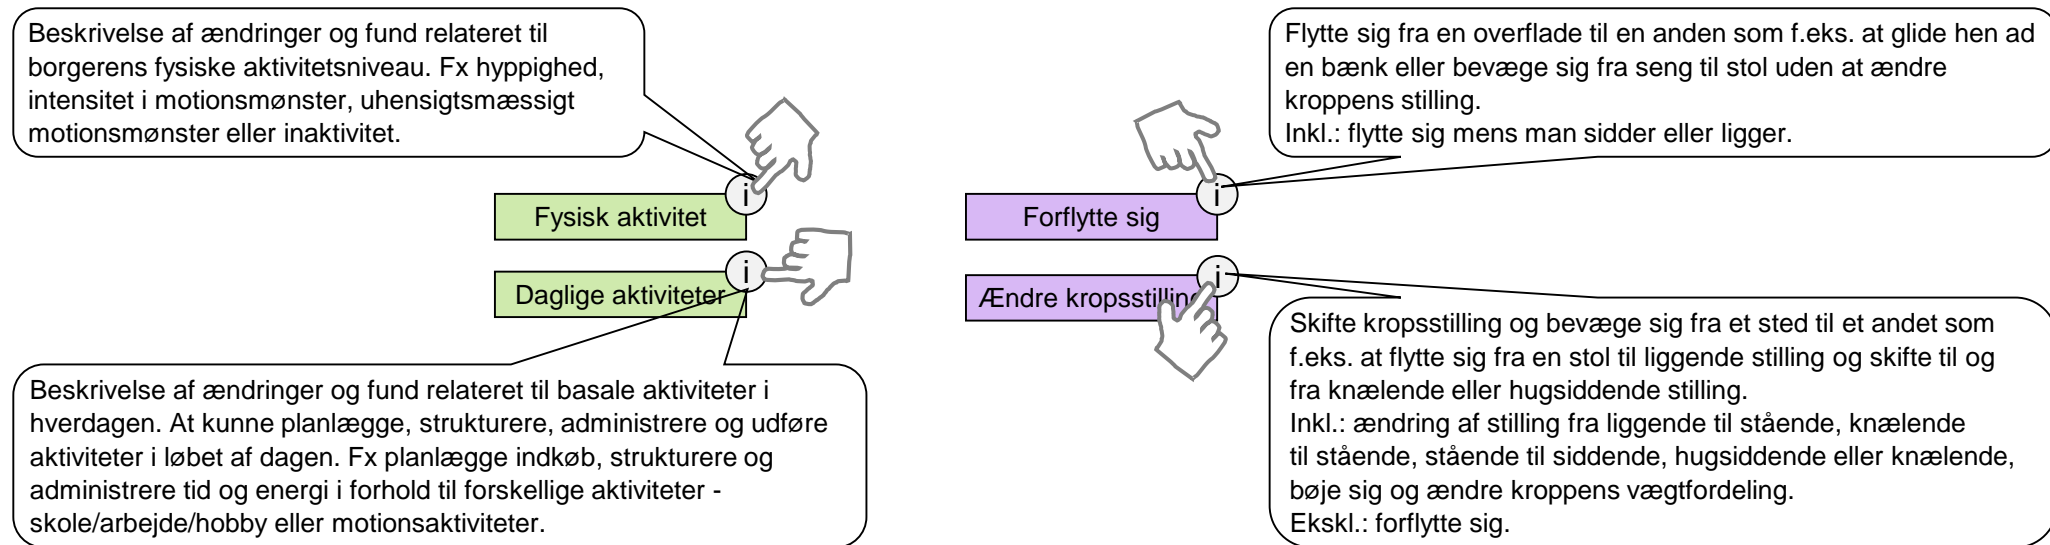 Beskrivelse af ændringer og fund relateret til
borgerens fysiske aktivitetsniveau. Fx hyppighed,
intensitet i motionsmønster, uhensigtsmæssigt
motionsmønster eller inaktivitet.
i
Fysisk aktivitet
i
Daglige aktiviteter
Beskrivelse af ændringer og fund relateret til basale aktiviteter i
hverdagen. At kunne planlægge, strukturere, administrere og udføre
aktiviteter i løbet af dagen. Fx planlægge indkøb, strukturere og
administrere tid og energi i forhold til forskellige aktiviteter -
skole/arbejde/hobby eller motionsaktiviteter.
Flytte sig fra en overflade til en anden som f.eks. at glide hen ad
en bænk eller bevæge sig fra seng til stol uden at ændre
kroppens stilling.
Inkl.: flytte sig mens man sidder eller ligger.
i
Forflytte sig
i
Ændre kropsstilling
Skifte kropsstilling og bevæge sig fra et sted til et andet som
f.eks. at flytte sig fra en stol til liggende stilling og skifte til og
fra knælende eller hugsiddende stilling.
Inkl.: ændring af stilling fra liggende til stående, knælende
til stående, stående til siddende, hugsiddende eller knælende,
bøje sig og ændre kroppens vægtfordeling.
Ekskl.: forflytte sig.